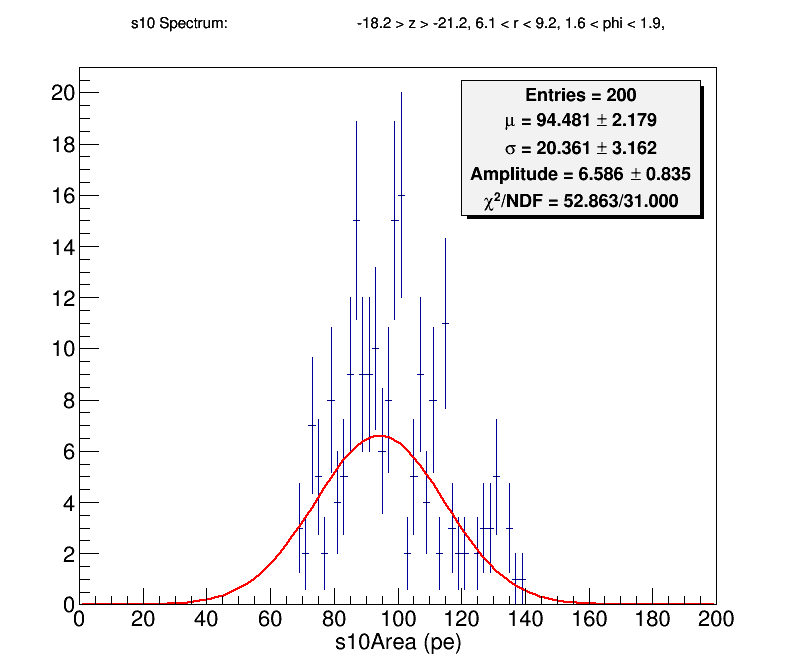 s10 Spectrum: -18.2 > z > -21.2, 6.1 < r < 9.2, 1.6 < phi < 1.9,
Entries = 200
μ = 94.481 ± 2.179
σ = 20.361 ± 3.162
Amplitude = 6.586 ± 0.835
χ²/NDF = 52.863/31.000
20
18
16
14
12
10
8
6
4
2
0
0 20 40 60 80 100 120 140 160 180 200
s10Area (pe)